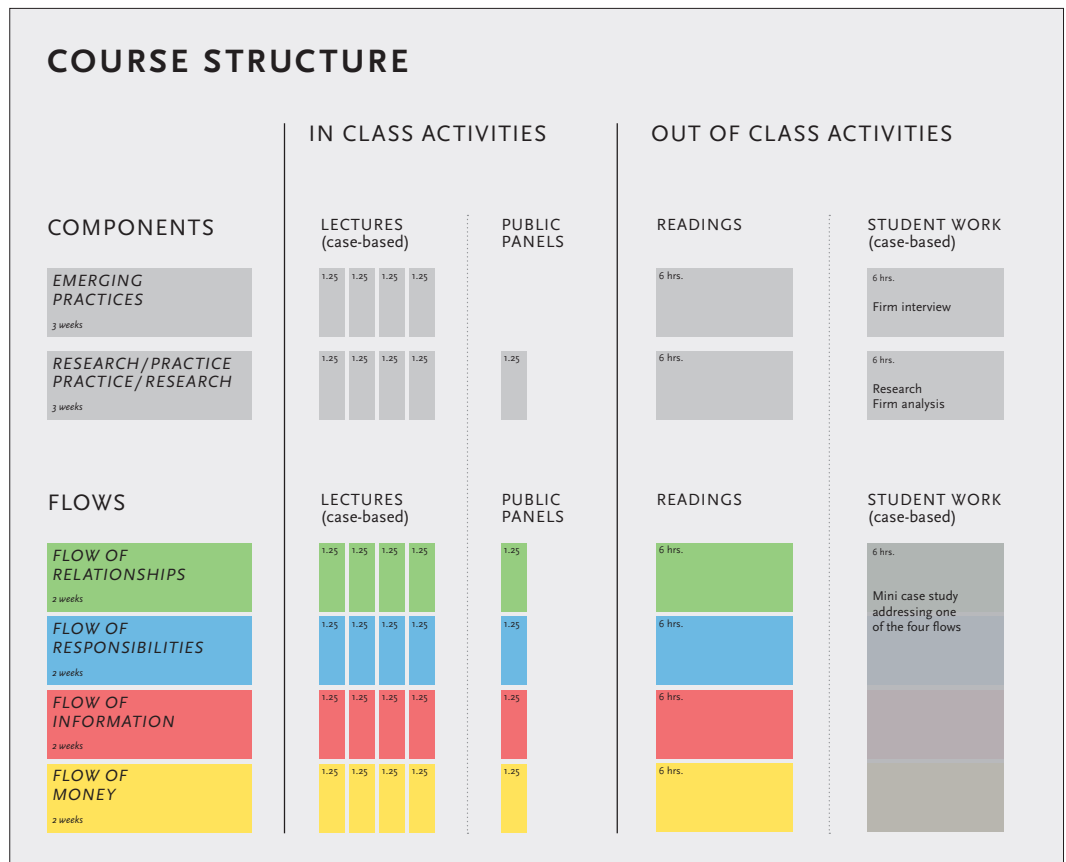 COURSE STRUCTURE
IN CLASS ACTIVITIES
OUT OF CLASS ACTIVITIES
COMPONENTS
LECTURES
(case-based)
PUBLIC
PANELS
READINGS
STUDENT WORK
(case-based)
EMERGING
PRACTICES
3 weeks
1.25 1.25 1.25 1.25
6 hrs.
6 hrs.
Firm interview
RESEARCH/PRACTICE
PRACTICE/RESEARCH
3 weeks
1.25 1.25 1.25 1.25
1.25
6 hrs.
6 hrs.
Research
Firm analysis
FLOWS
LECTURES
(case-based)
PUBLIC
PANELS
READINGS
STUDENT WORK
(case-based)
FLOW OF
RELATIONSHIPS
2 weeks
1.25 1.25 1.25 1.25
1.25
6 hrs.
6 hrs.
Mini case study
addressing one
of the four flows
FLOW OF
RESPONSIBILITIES
2 weeks
1.25 1.25 1.25 1.25
1.25
6 hrs.
FLOW OF
INFORMATION
2 weeks
1.25 1.25 1.25 1.25
1.25
6 hrs.
FLOW OF
MONEY
2 weeks
1.25 1.25 1.25 1.25
1.25
6 hrs.